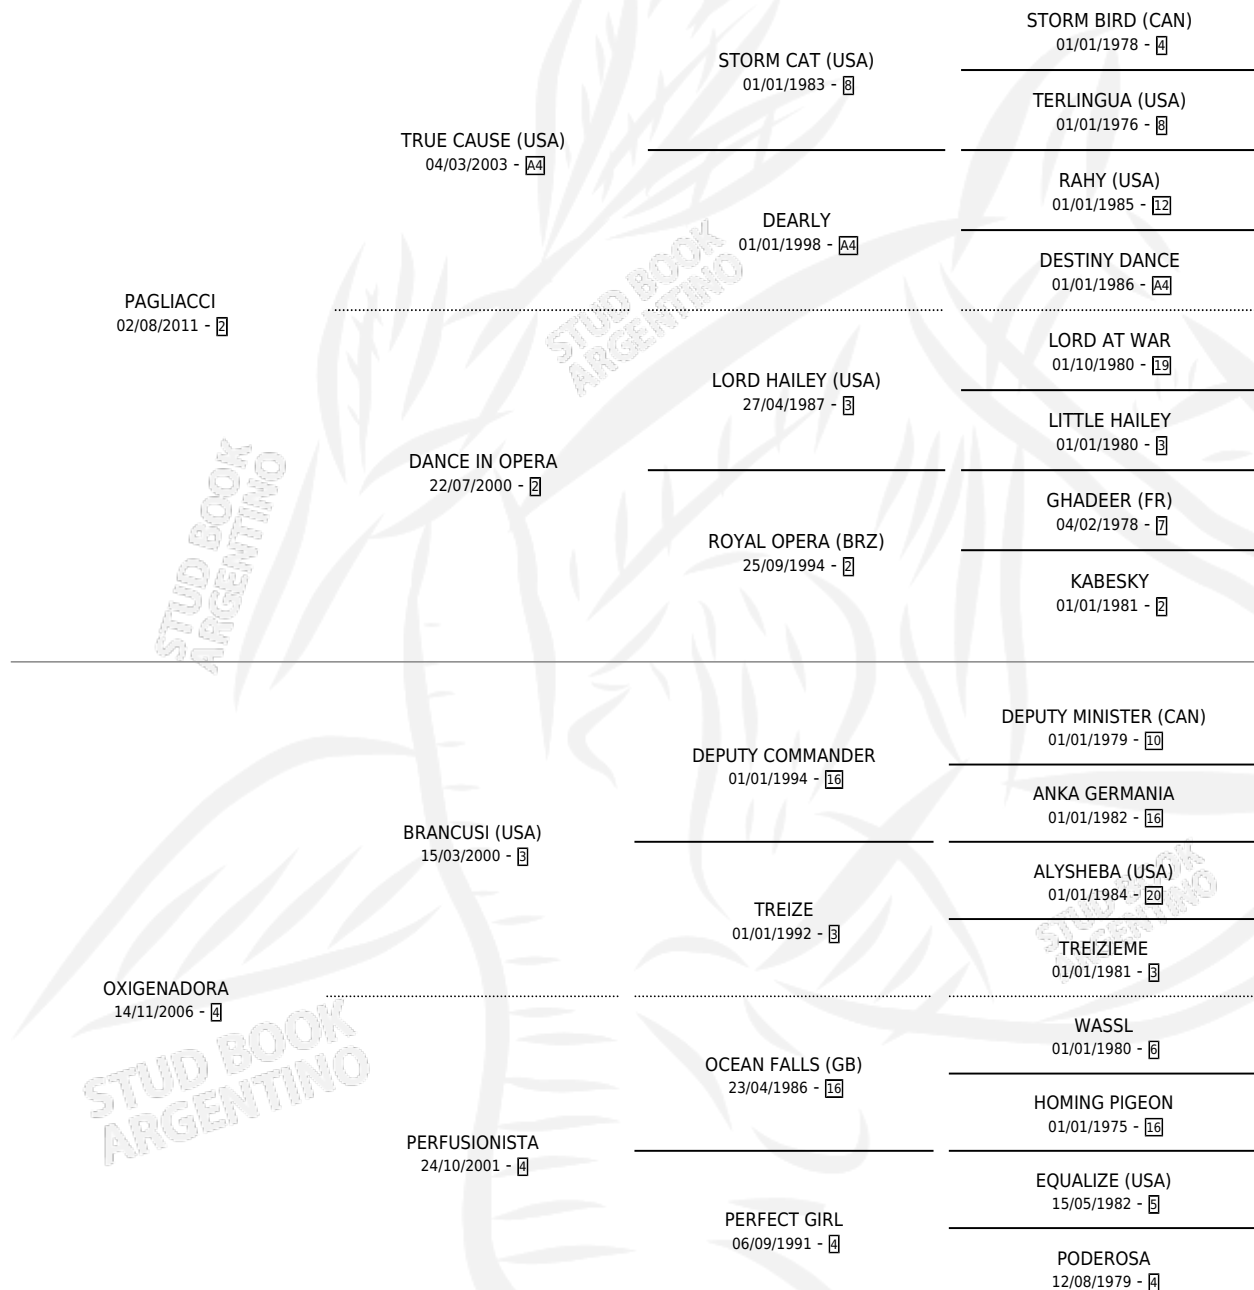 STORM BIRD (CAN)
01/01/1978 - 4
STORM CAT (USA)
01/01/1983 - 8
TERLINGUA (USA)
01/01/1976 - 8
TRUE CAUSE (USA)
04/03/2003 - A4
RAHY (USA)
01/01/1985 - 12
DEARLY
01/01/1998 - A4
DESTINY DANCE
01/01/1986 - A4
PAGLIACCI
02/08/2011 - 2
LORD AT WAR
01/10/1980 - 19
LORD HAILEY (USA)
27/04/1987 - 3
LITTLE HAILEY
01/01/1980 - 3
DANCE IN OPERA
22/07/2000 - 2
GHADEER (FR)
04/02/1978 - 7
ROYAL OPERA (BRZ)
25/09/1994 - 2
KABESKY
01/01/1981 - 2
DEPUTY MINISTER (CAN)
01/01/1979 - 10
DEPUTY COMMANDER
01/01/1994 - 16
ANKA GERMANIA
01/01/1982 - 16
BRANCUSI (USA)
15/03/2000 - 3
ALYSHEBA (USA)
01/01/1984 - 20
TREIZE
01/01/1992 - 3
TREIZIEME
01/01/1981 - 3
OXIGENADORA
14/11/2006 - 4
WASSL
01/01/1980 - 6
OCEAN FALLS (GB)
23/04/1986 - 16
HOMING PIGEON
01/01/1975 - 16
PERFUSIONISTA
24/10/2001 - 4
EQUALIZE (USA)
15/05/1982 - 5
PERFECT GIRL
06/09/1991 - 4
PODEROSA
12/08/1979 - 4
STUD BOOK
ARGENTINO
STUD BOOK
ARGENTINO
STUD BOOK
ARGENTINO
STUD BOOK
ARGENTINO